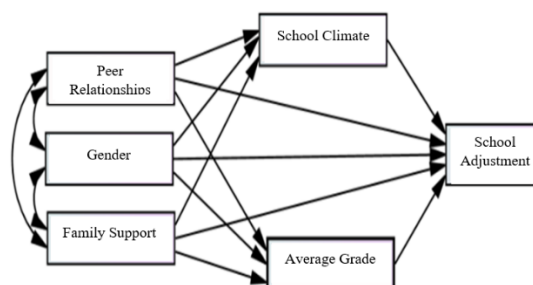 School Climate
Peer
Relationships
School
Adjustment
Gender
Family Support
Average Grade